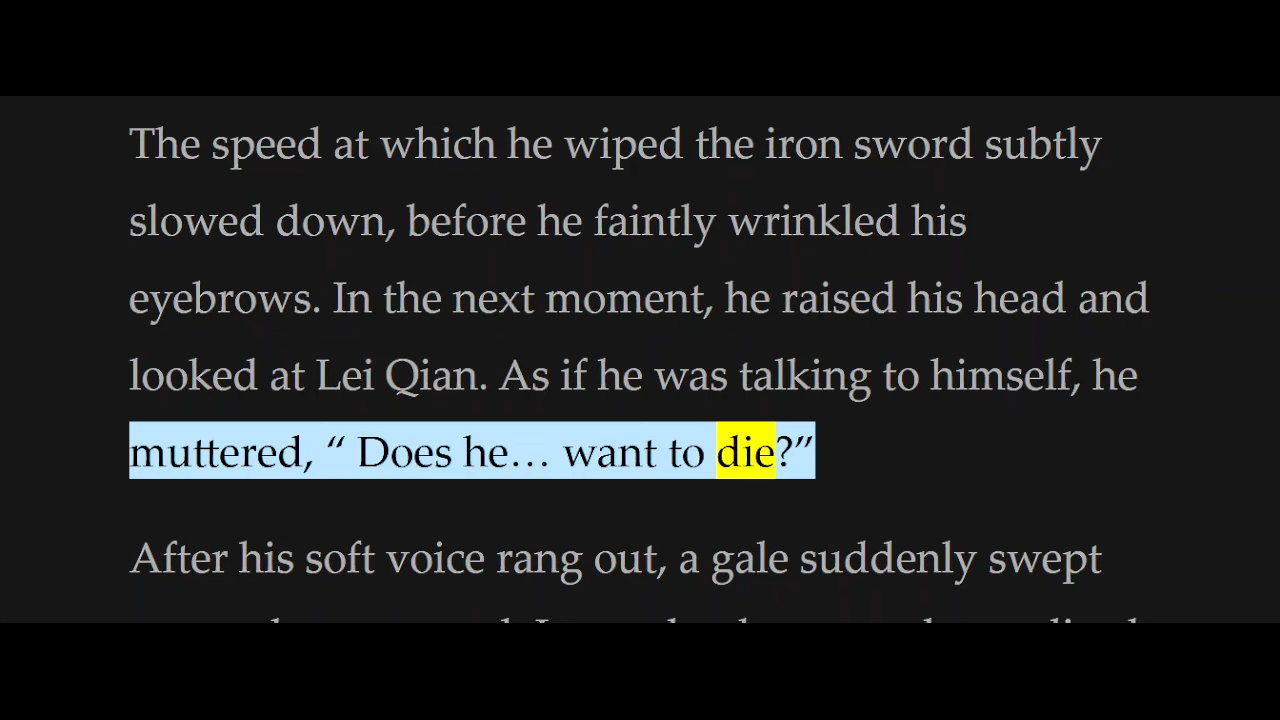 The speed at which he wiped the iron sword subtly
slowed down, before he faintly wrinkled his
eyebrows. In the next moment, he raised his head and
looked at Lei Qian. As if he was talking to himself, he
muttered, “ Does he… want to die?”
After his soft voice rang out, a gale suddenly swept